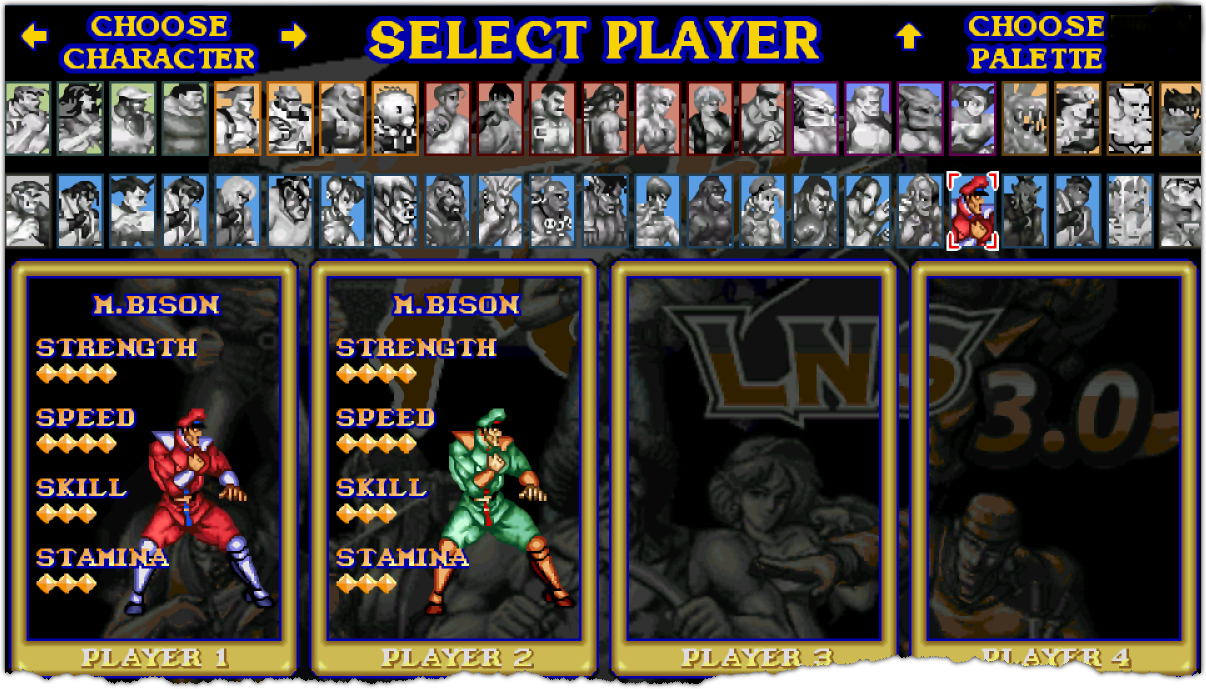 CHOOSE
CHARACTER
SELECT PLAYER
CHOOSE
PALETTE
M.BISON
STRENGTH
SPEED
SKILL
STAMINA
PLAYER 1
M.BISON
STRENGTH
SPEED
SKILL
STAMINA
PLAYER 2
LNS
3.0
PLAYER 3
PLAYER 4